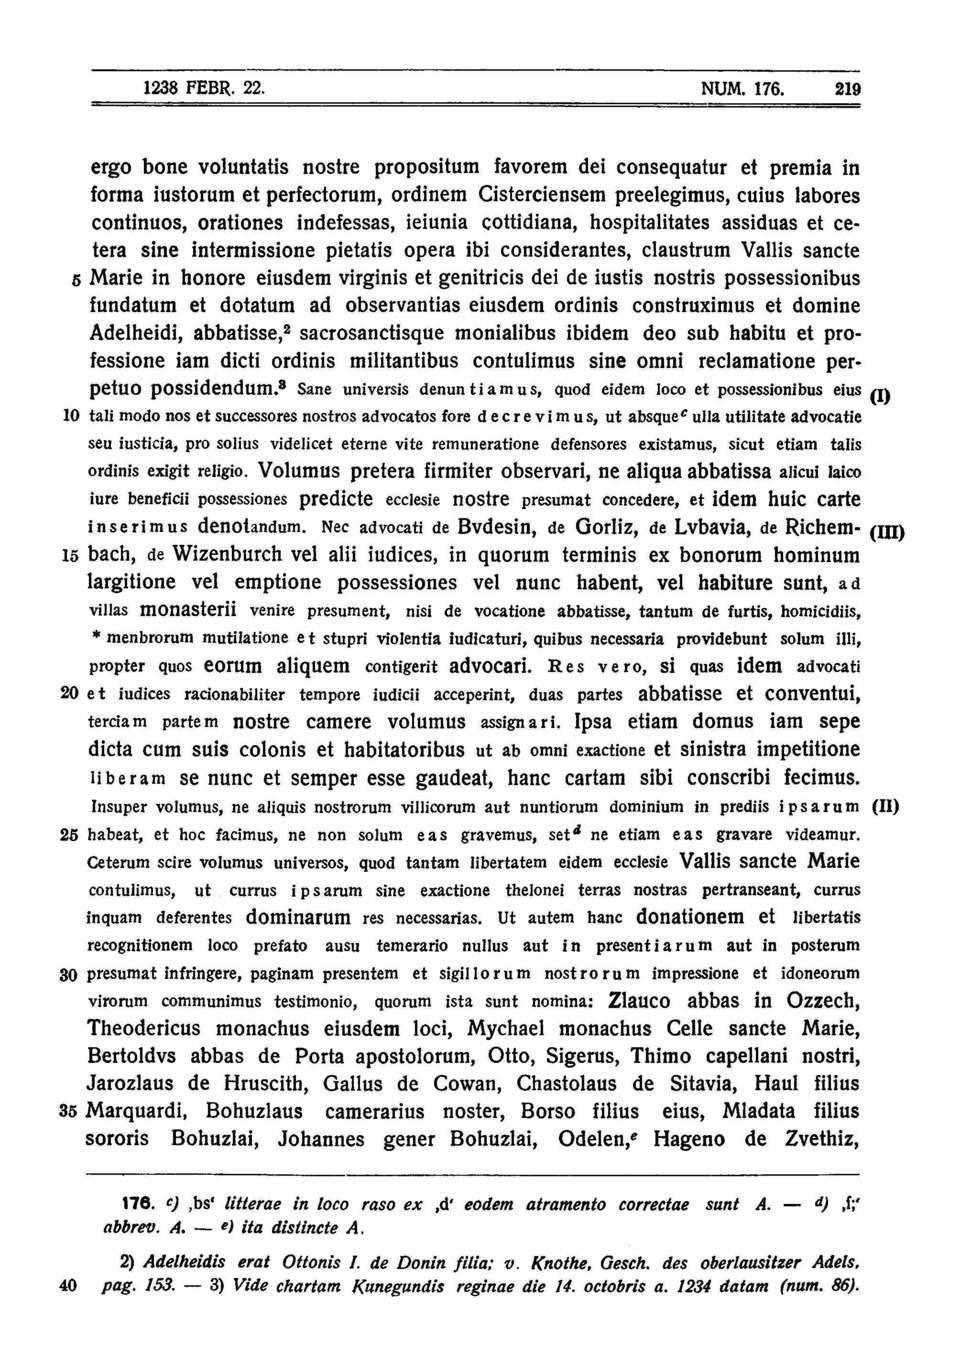 1238 FEBR. 22. NUM. 176. 219
ergo bone voluntatis nostre propositum favorem dei consequatur et premia in
forma iustorum et perfectorum, ordinem Cisterciensem preelegimus, cuius labores
continuos, orationes indefessas, ieiunia cottidiana, hospitalitates assiduas et ce-
tera sine intermissione pietatis opera ibi considerantes, claustrum Vallis sancte
5 Marie in honore eiusdem virginis et genitricis dei de iustis nostris possessionibus
fundatum et dotatum ad observantias eiusdem ordinis construximus et domine
Adelheidi, abbatisse,² sacrosanctisque monialibus ibidem deo sub habitu et pro-
fessione iam dicti ordinis militantibus contulimus sine omni reclamatione per-
petuo possidendum.³ Sane universis denuntiamus, quod eidem loco et possessionibus eius (I)
10 tali modo nos et successores nostros advocatos fore decrevimus, ut absqueᶜ ulla utilitate advocatie
seu iusticia, pro solius videlicet eterne vite remuneratione defensores existamus, sicut etiam talis
ordinis exigit religio. Volumus pretera firmiter observari, ne aliqua abbatissa alicui laico
iure beneficii possessiones predicte ecclesie nostre presumat concedere, et idem huic carte
inserimus denotandum. Nec advocati de Bvdesin, de Gorliz, de Lvbavia, de Richem- (III)
15 bach, de Wizenburch vel alii iudices, in quorum terminis ex bonorum hominum
largitione vel emptione possessiones vel nunc habent, vel habiture sunt, ad
villas monasterii venire presument, nisi de vocatione abbatisse, tantum de furtis, homicidiis,
* menbrorum mutilatione et stupri violentia iudicaturi, quibus necessaria providebunt solum illi,
propter quos eorum aliquem contigerit advocari. Res vero, si quas idem advocati
20 et iudices racionabiliter tempore iudicii acceperint, duas partes abbatisse et conventui,
terciam partem nostre camere volumus assignari. Ipsa etiam domus iam sepe
dicta cum suis colonis et habitatoribus ut ab omni exactione et sinistra impetitione
liberam se nunc et semper esse gaudeat, hanc cartam sibi conscribi fecimus.
Insuper volumus, ne aliquis nostrorum villicorum aut nuntiorum dominium in prediis ipsarum (II)
25 habeat, et hoc facimus, ne non solum eas gravemus, setᵈ ne etiam eas gravare videamur.
Ceterum scire volumus universos, quod tantam libertatem eidem ecclesie Vallis sancte Marie
contulimus, ut currus ipsarum sine exactione thelonei terras nostras pertranseant, currus
inquam deferentes dominarum res necessarias. Ut autem hanc donationem et libertatis
recognitionem loco prefato ausu temerario nullus aut in presentiarum aut in posterum
30 presumat infringere, paginam presentem et sigillorum nostrorum impressione et idoneorum
virorum communimus testimonio, quorum ista sunt nomina: Zlauco abbas in Ozzech,
Theodericus monachus eiusdem loci, Mychael monachus Celle sancte Marie,
Bertoldvs abbas de Porta apostolorum, Otto, Sigerus, Thimo capellani nostri,
Jarozlaus de Hruscith, Gallus de Cowan, Chastolaus de Sitavia, Haul filius
35 Marquardi, Bohuzlaus camerarius noster, Borso filius eius, Mladata filius
sororis Bohuzlai, Johannes gener Bohuzlai, Odelen,ᵉ Hageno de Zvethiz,
176. c) ‚bs‘ litterae in loco raso ex ‚d‘ eodem atramento correctae sunt A. — d) ‚ſ;‘
abbrev. A. — e) ita distincte A.
2) Adelheidis erat Ottonis I. de Donin filia; v. Knothe, Gesch. des oberlausitzer Adels,
40 pag. 153. — 3) Vide chartam Kunegundis reginae die 14. octobris a. 1234 datam (num. 86).